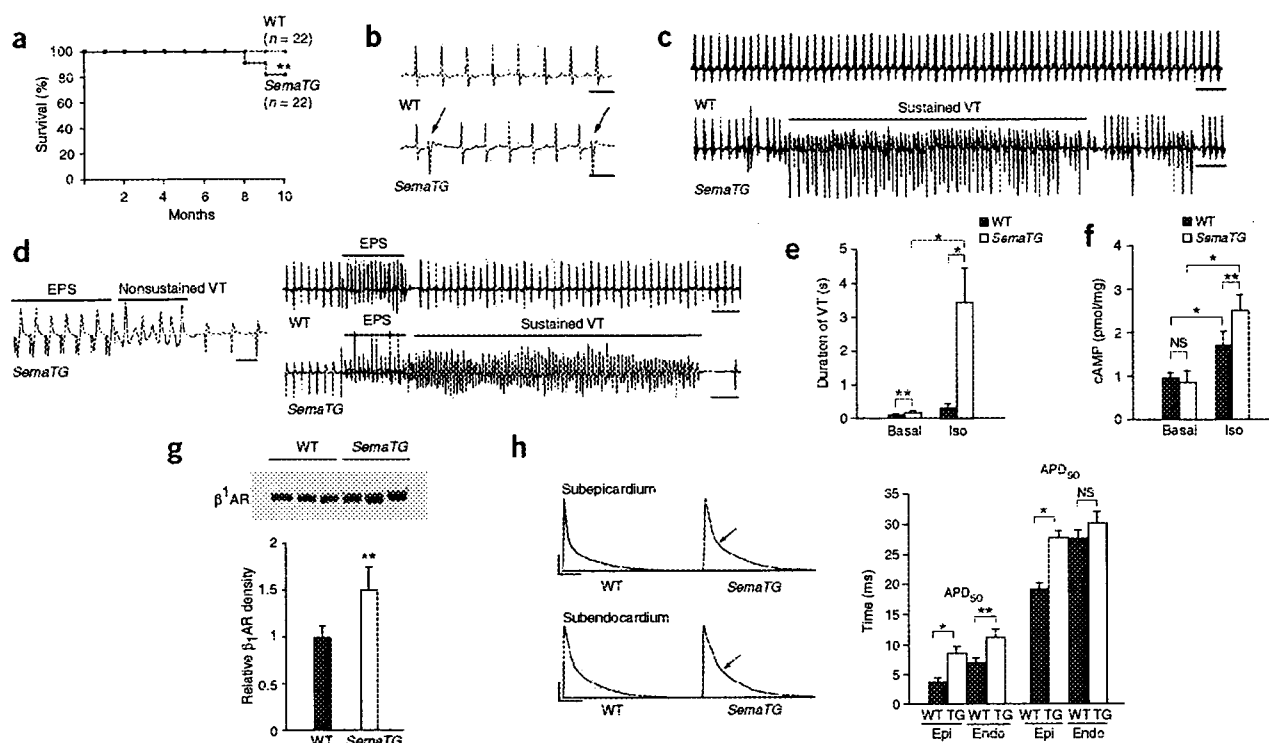 a
WT
(n = 22)
**
SemaTG
(n = 22)
Survival (%)
100
80
60
40
20
0
2 4 6 8 10
Months
b
WT
SemaTG
c
WT
Sustained VT
SemaTG
d
EPS
Nonsustained VT
SemaTG
EPS
WT
EPS
Sustained VT
SemaTG
e
WT
SemaTG
Duration of VT (s)
5
4
3
2
1
0
*
*
**
Basal Iso
f
WT
SemaTG
cAMP (pmol/mg)
4
3
2
1
0
*
**
*
NS
Basal Iso
g
WT SemaTG
β1AR
Relative β1AR density
2
1.5
1
0.5
0
**
WT SemaTG
h
Subepicardium
WT SemaTG
Subendocardium
WT SemaTG
Time (ms)
35
30
25
20
15
10
5
0
APD90
NS
*
APD50
**
*
WT TG WT TG WT TG WT TG
Epi Endo Epi Endo